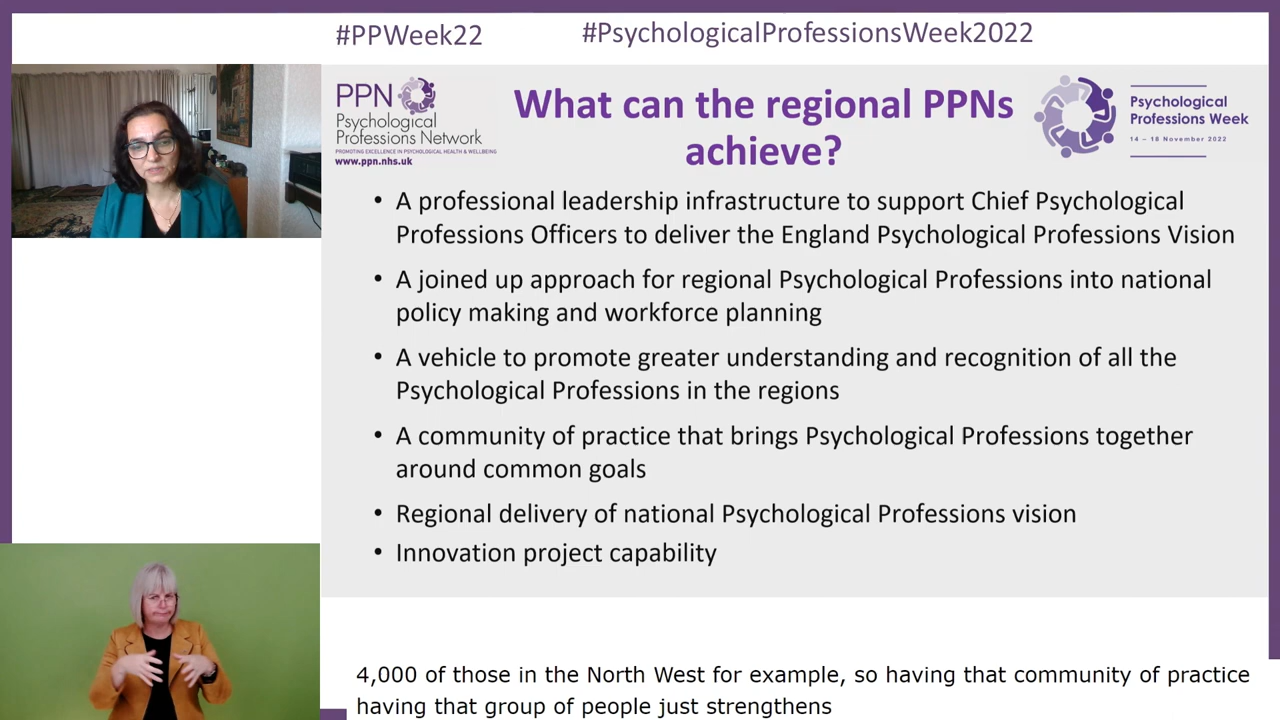 #PPWeek22
#PsychologicalProfessionsWeek2022
PPN
Psychological
Professions Network
PROMOTING EXCELLENCE IN PSYCHOLOGICAL HEALTH & WELLBEING
www.ppn.nhs.uk
What can the regional PPNs
achieve?
Psychological
Professions Week
14 – 18 November 2022
• A professional leadership infrastructure to support Chief Psychological
Professions Officers to deliver the England Psychological Professions Vision
• A joined up approach for regional Psychological Professions into national
policy making and workforce planning
• A vehicle to promote greater understanding and recognition of all the
Psychological Professions in the regions
• A community of practice that brings Psychological Professions together
around common goals
• Regional delivery of national Psychological Professions vision
• Innovation project capability
4,000 of those in the North West for example, so having that community of practice
having that group of people just strengthens